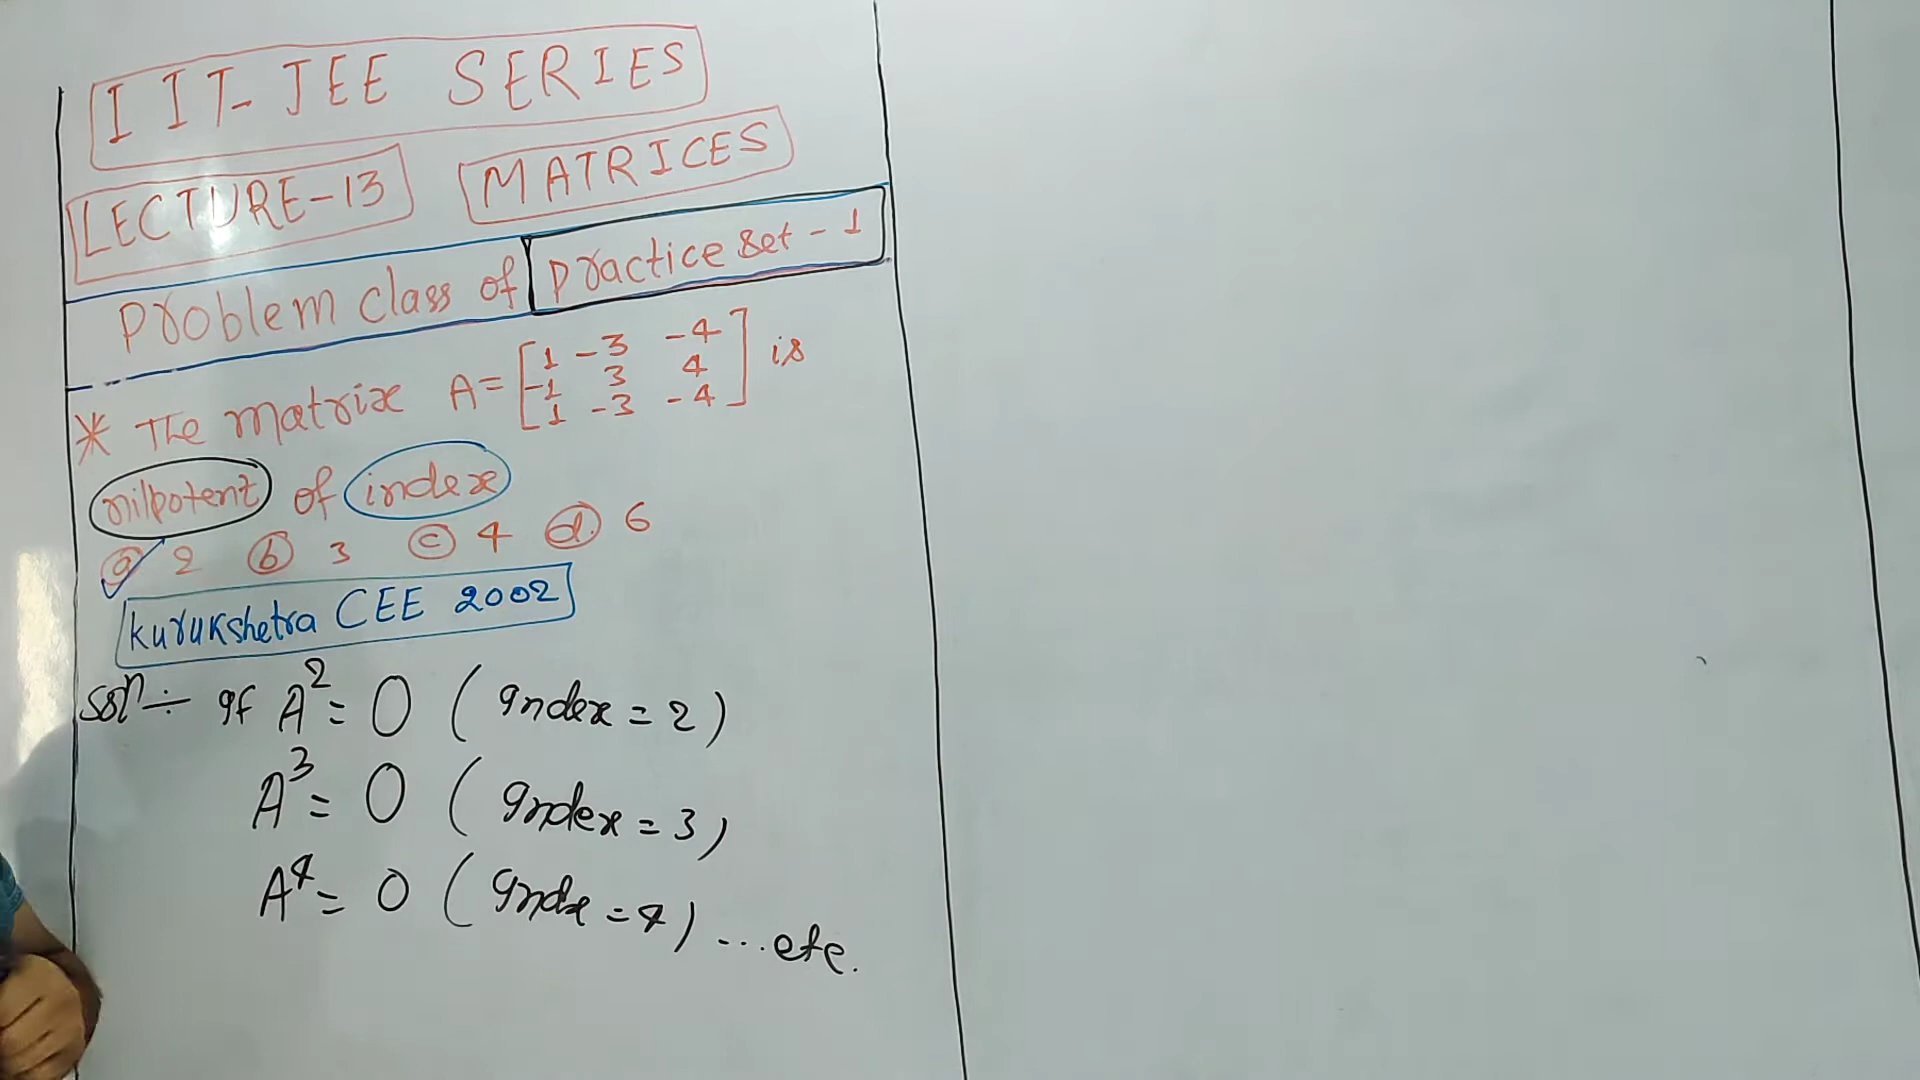 IIT-JEE SERIES
LECTURE-13 MATRICES
Problem class of Practice set-1
* The matrix A = [1 -3 -4
-1 3 4
1 -3 -4] is
nilpotent of index
(a) 2 (b) 3 (c) 4 (d) 6
Kurukshetra CEE 2002
Solⁿ÷ If A² = 0 (Index = 2)
A³ = 0 (Index = 3)
A⁴ = 0 (Index = 4) ...etc.